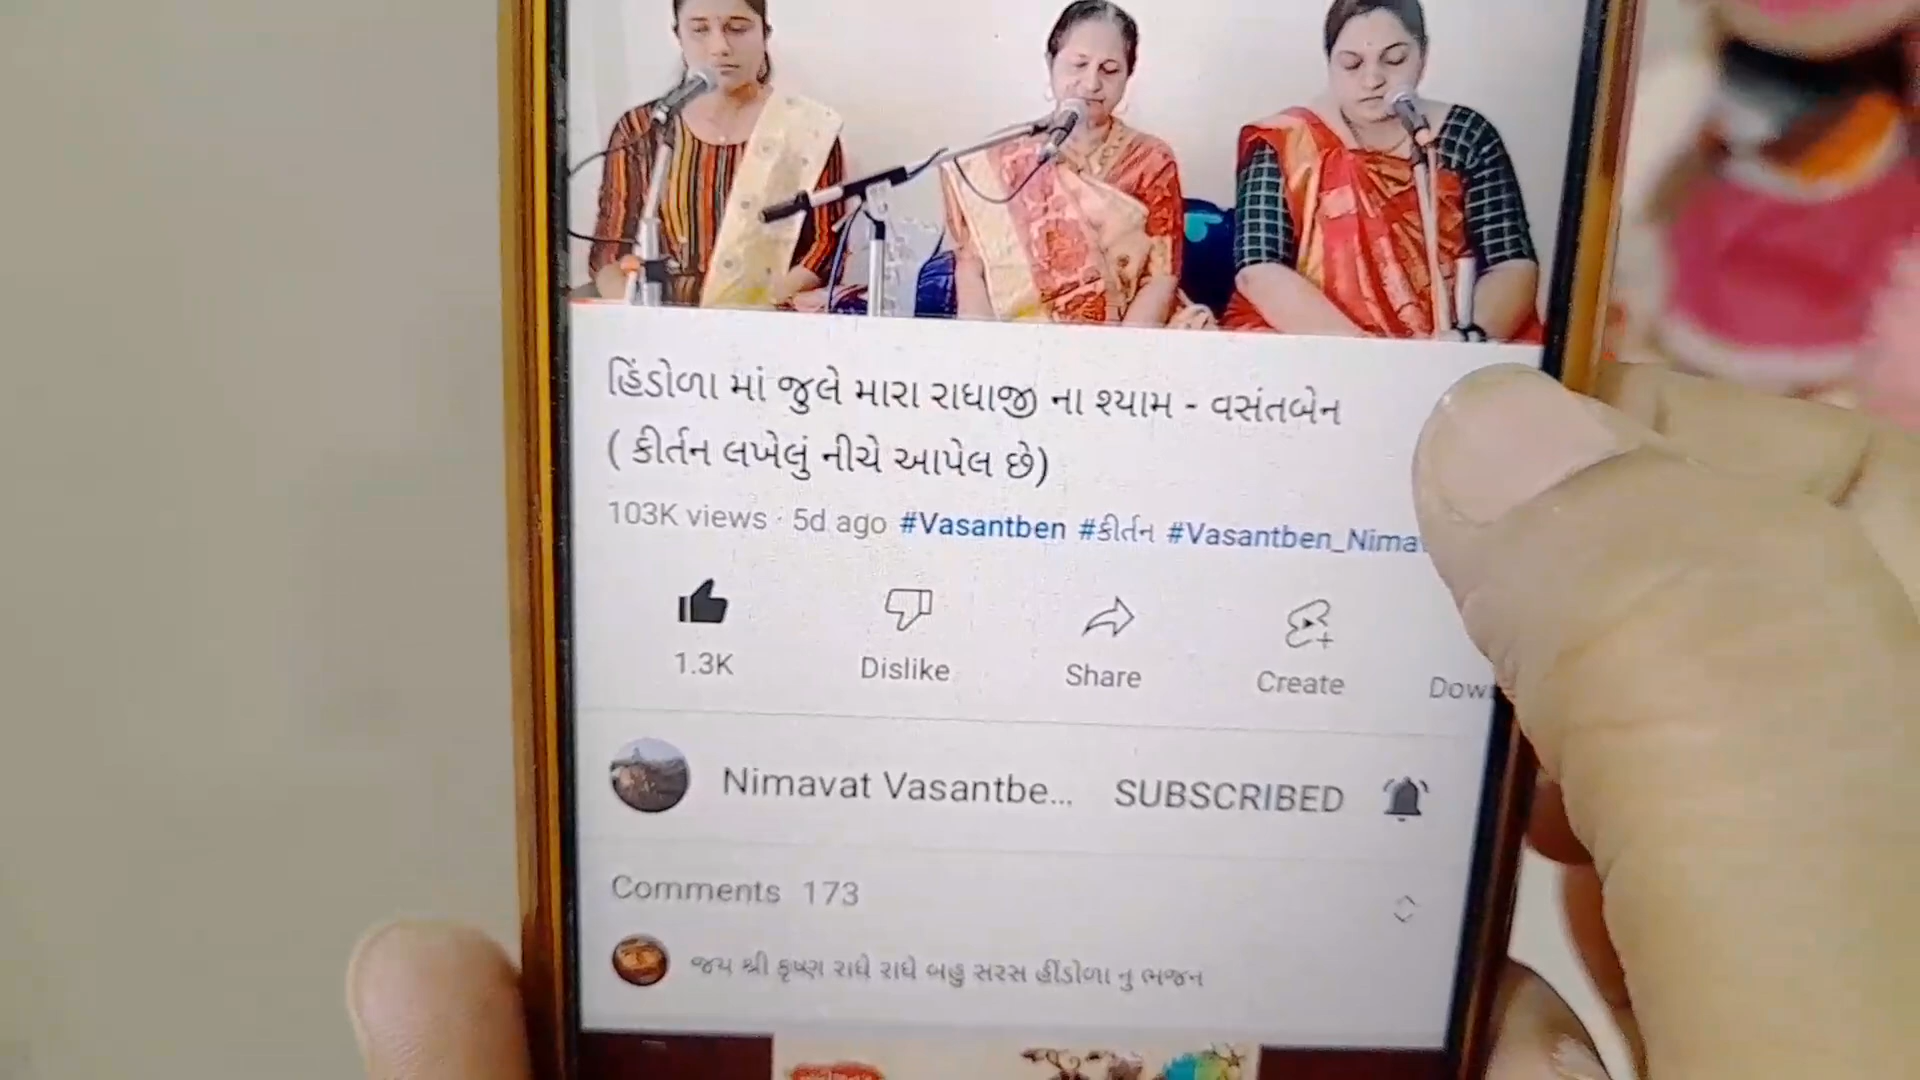 હિંડોળા માં જુલે મારા રાધાજી ના શ્યામ - વસંતબેન
( કીર્તન લખેલું નીચે આપેલ છે)
103K views · 5d ago #Vasantben #કીર્તન #Vasantben_Nima
1.3K Dislike Share Create Dow
Nimavat Vasantbe... SUBSCRIBED
Comments 173
જય શ્રી કૃષ્ણ રાધે રાધે બહુ સરસ હીંડોળા નુ ભજન